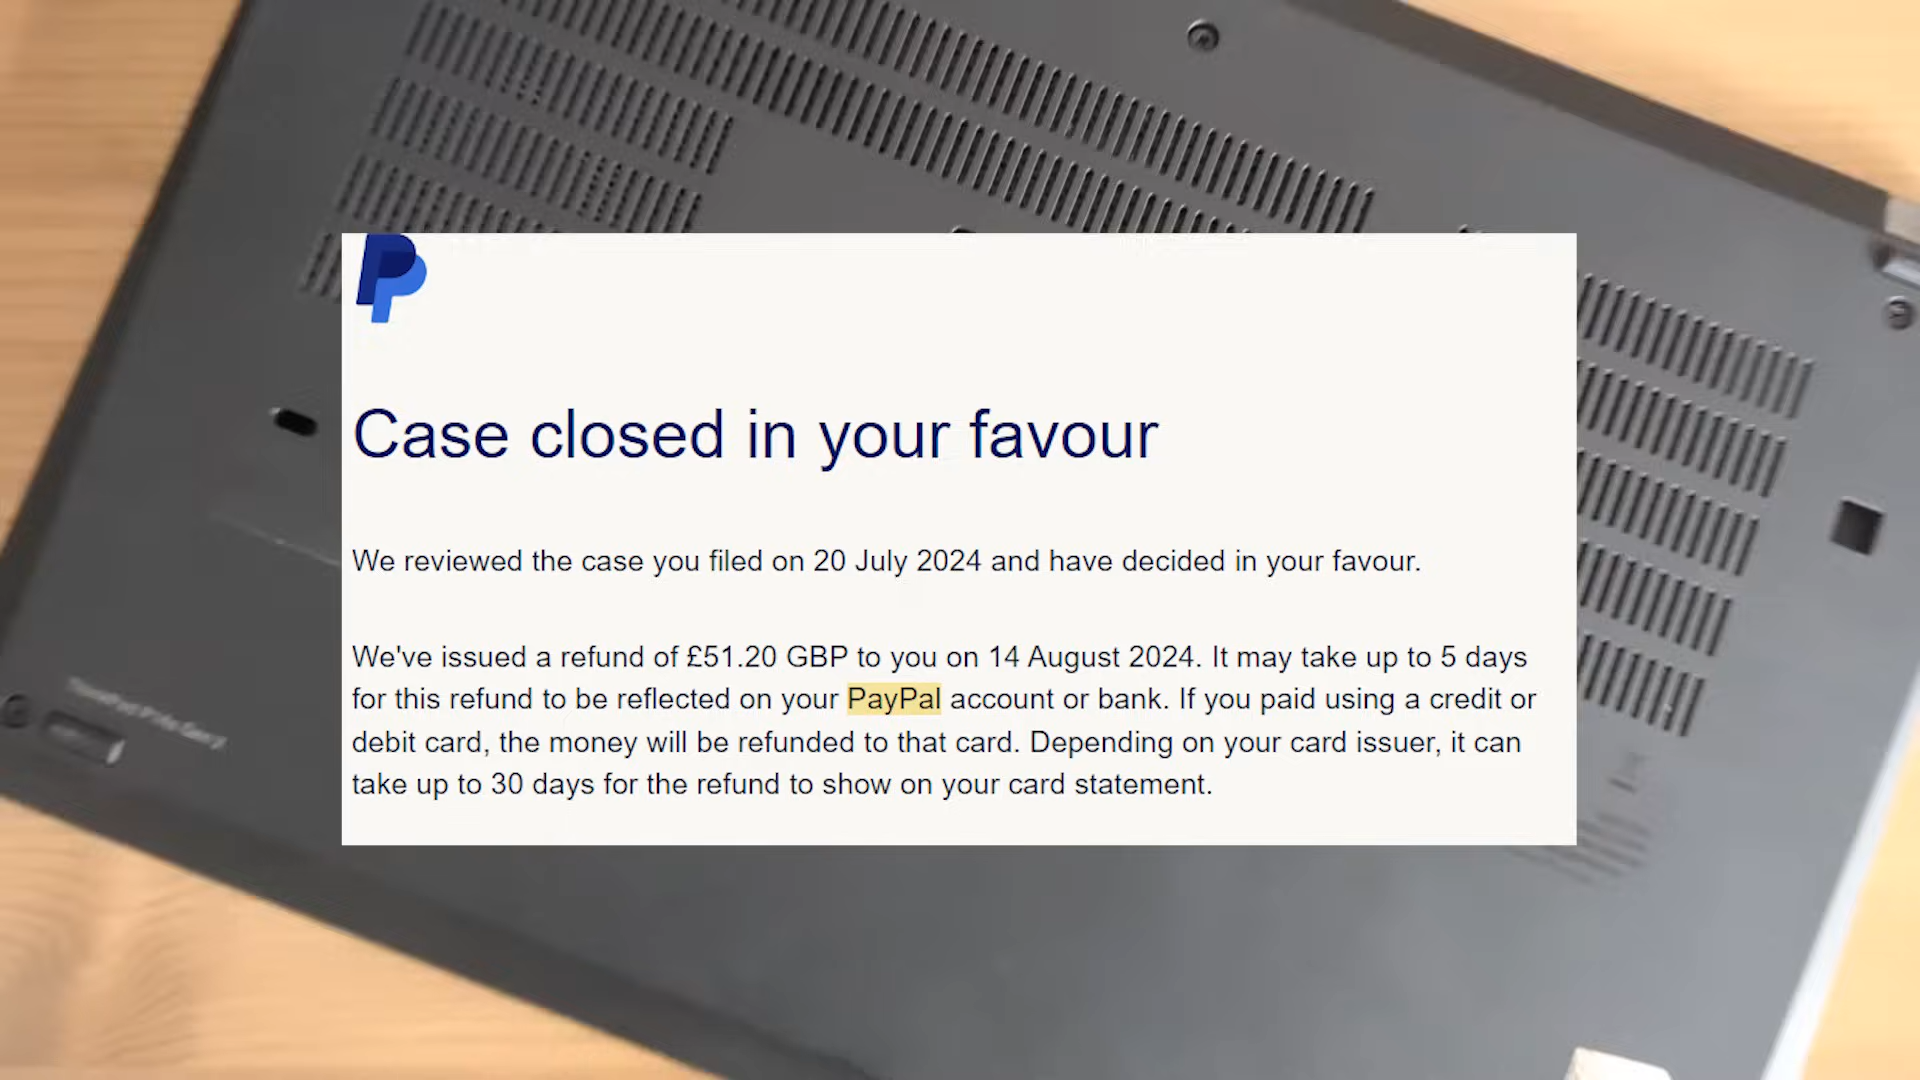 Case closed in your favour
We reviewed the case you filed on 20 July 2024 and have decided in your favour.
We've issued a refund of £51.20 GBP to you on 14 August 2024. It may take up to 5 days
for this refund to be reflected on your PayPal account or bank. If you paid using a credit or
debit card, the money will be refunded to that card. Depending on your card issuer, it can
take up to 30 days for the refund to show on your card statement.